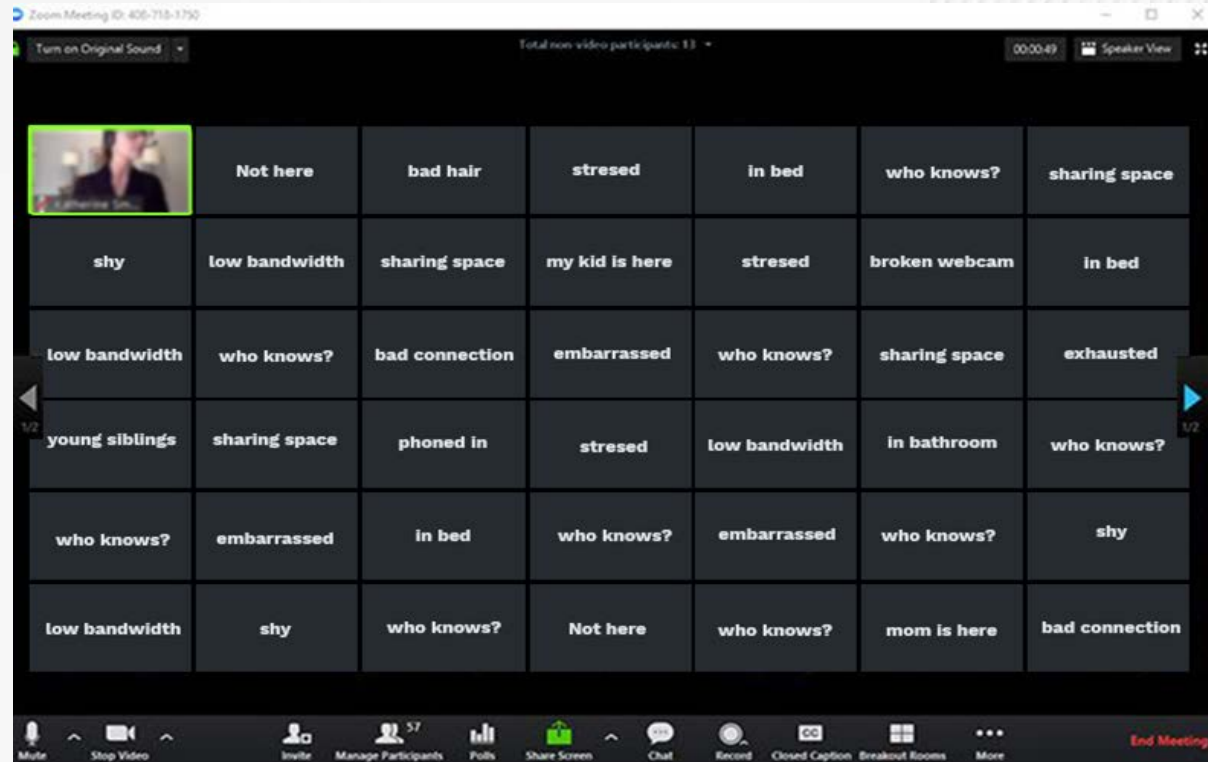 Zoom Meeting ID: 406-718-1750
Turn on Original Sound
Total non-video participants: 13
00:00:49
Speaker View
Katherine Sm...
Not here
bad hair
stresed
in bed
who knows?
sharing space
shy
low bandwidth
sharing space
my kid is here
stresed
broken webcam
in bed
low bandwidth
who knows?
bad connection
embarrassed
who knows?
sharing space
exhausted
1/2
young siblings
sharing space
phoned in
stresed
low bandwidth
in bathroom
who knows?
1/2
who knows?
embarrassed
in bed
who knows?
embarrassed
who knows?
shy
low bandwidth
shy
who knows?
Not here
who knows?
mom is here
bad connection
Mute
Stop Video
Invite
57
Manage Participants
Polls
Share Screen
Chat
Record
CC
Closed Caption
Breakout Rooms
More
End Meeting